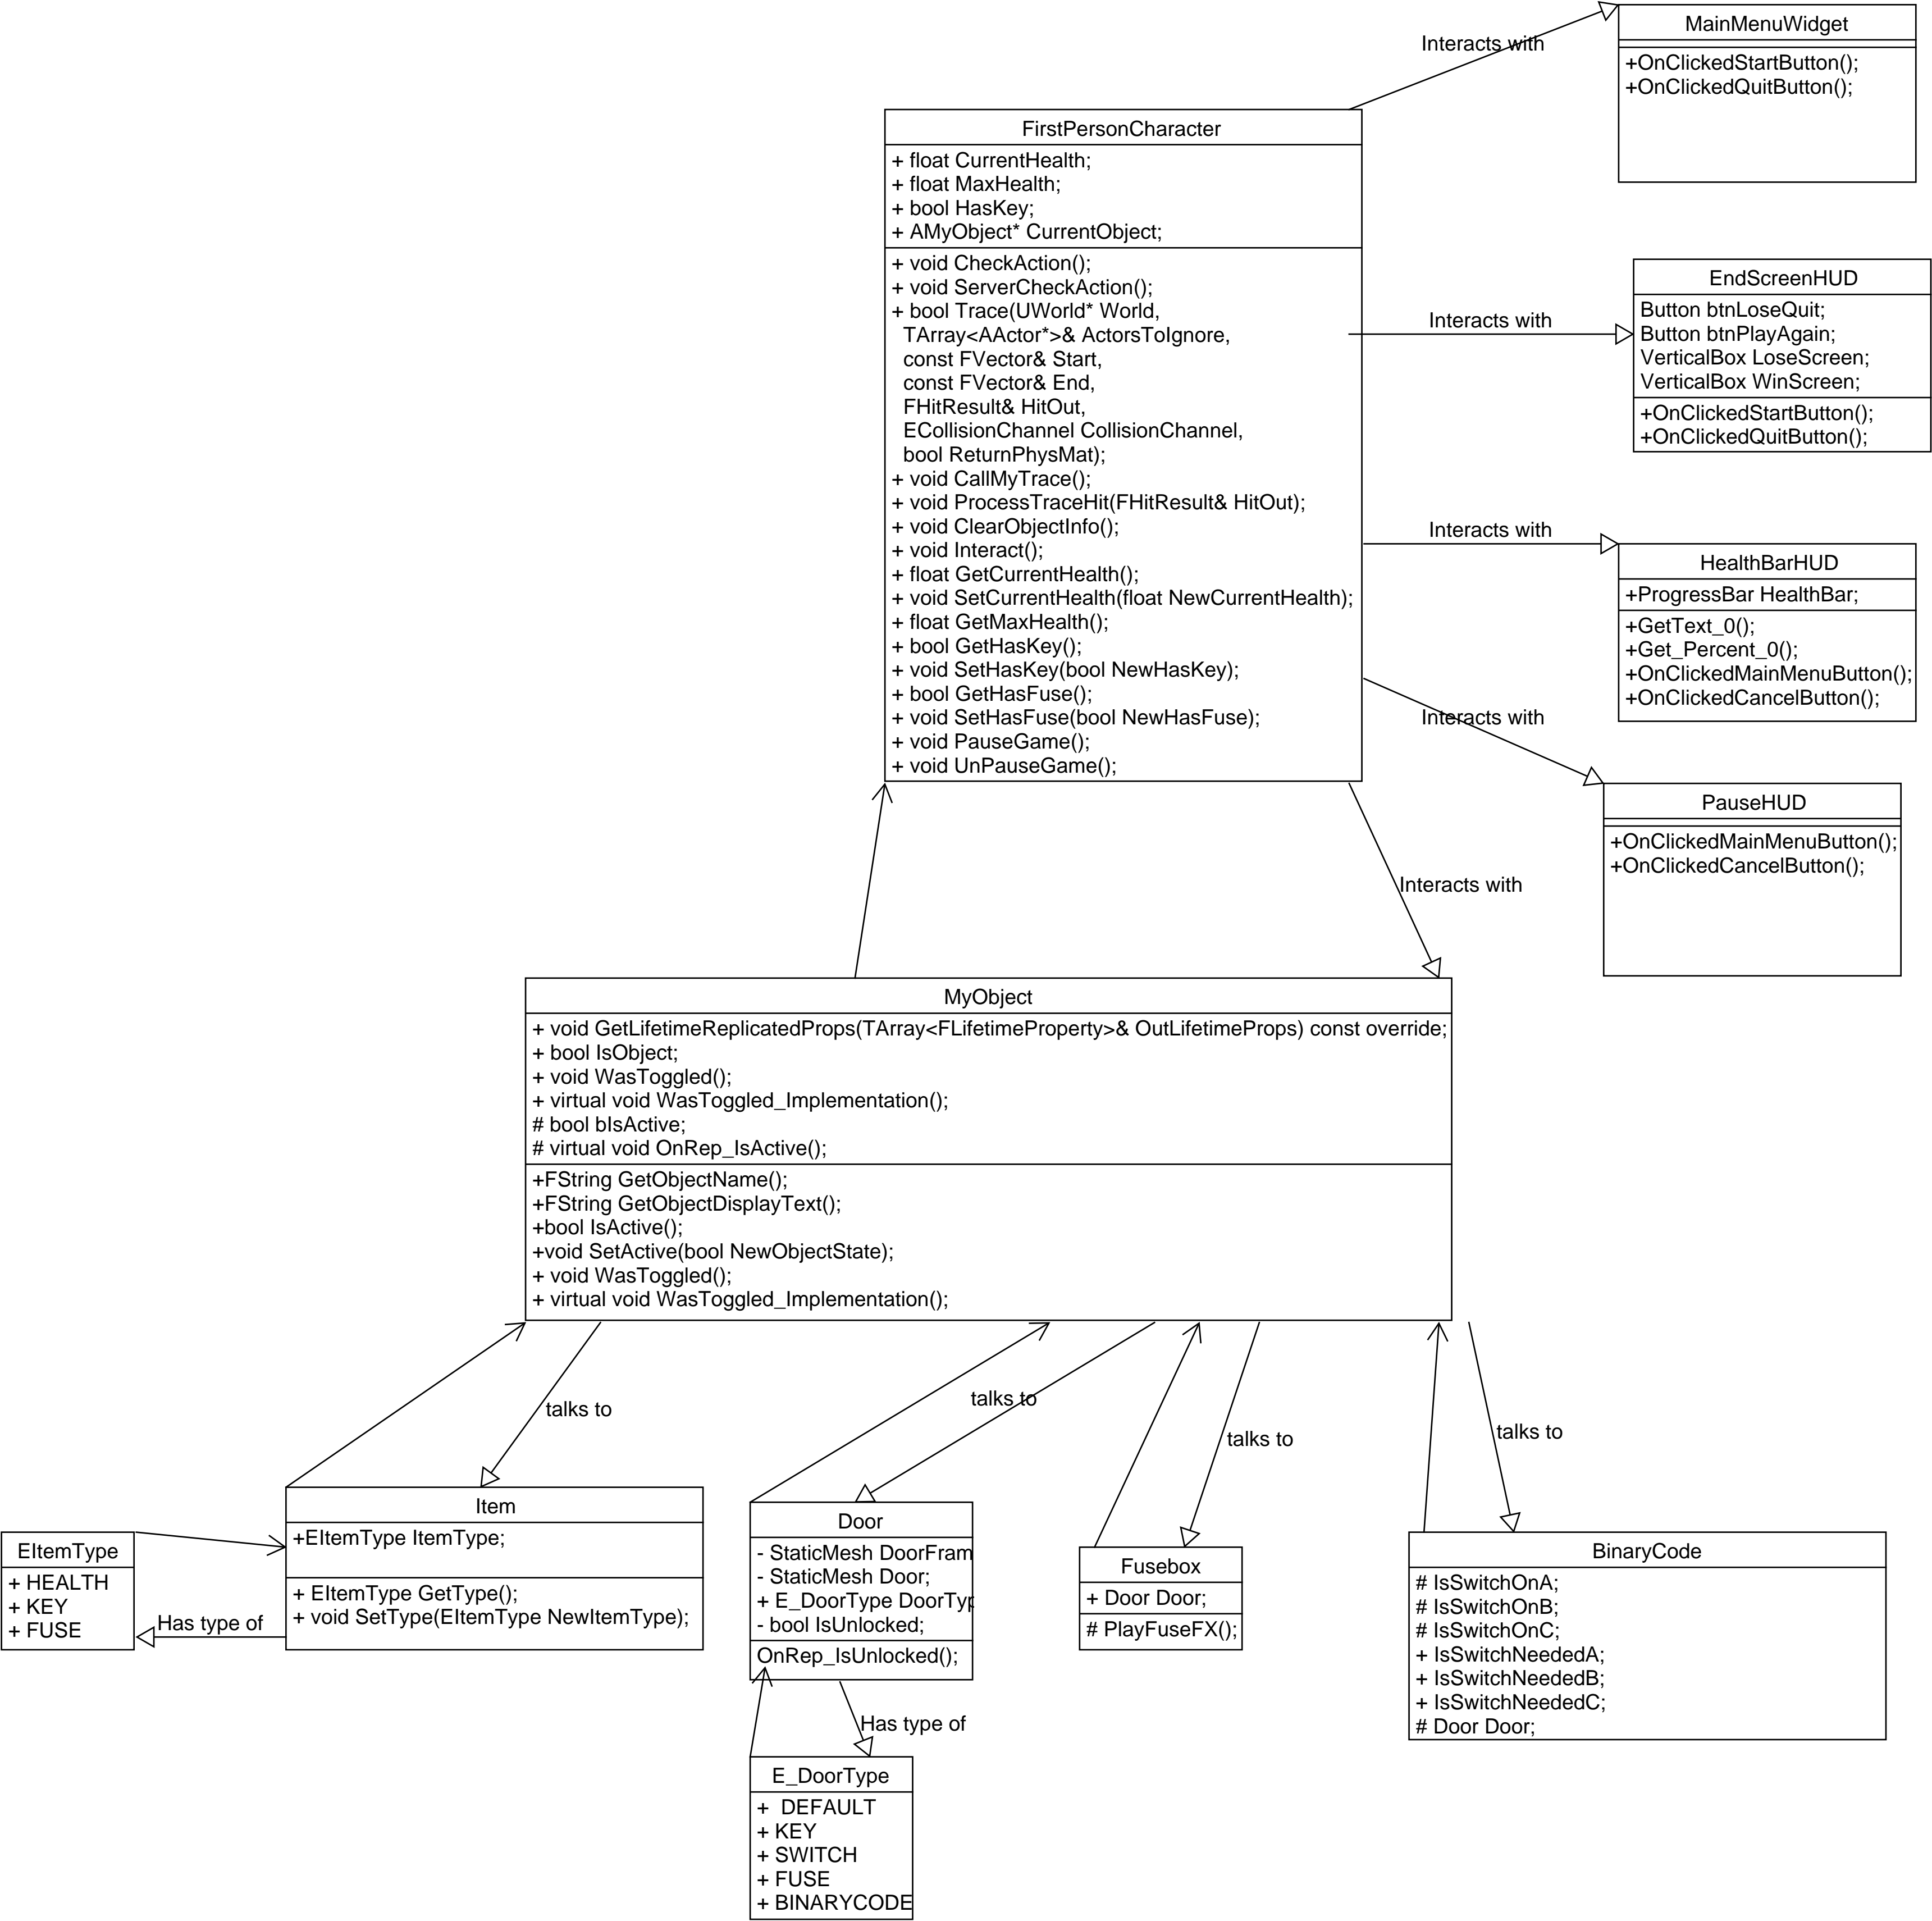 MainMenuWidget
+OnClickedStartButton();
+OnClickedQuitButton();
Interacts with
FirstPersonCharacter
+ float CurrentHealth;
+ float MaxHealth;
+ bool HasKey;
+ AMyObject* CurrentObject;
+ void CheckAction();
+ void ServerCheckAction();
+ bool Trace(UWorld* World,
TArray<AActor*>& ActorsToIgnore,
const FVector& Start,
const FVector& End,
FHitResult& HitOut,
ECollisionChannel CollisionChannel,
bool ReturnPhysMat);
+ void CallMyTrace();
+ void ProcessTraceHit(FHitResult& HitOut);
+ void ClearObjectInfo();
+ void Interact();
+ float GetCurrentHealth();
+ void SetCurrentHealth(float NewCurrentHealth);
+ float GetMaxHealth();
+ bool GetHasKey();
+ void SetHasKey(bool NewHasKey);
+ bool GetHasFuse();
+ void SetHasFuse(bool NewHasFuse);
+ void PauseGame();
+ void UnPauseGame();
Interacts with
EndScreenHUD
Button btnLoseQuit;
Button btnPlayAgain;
VerticalBox LoseScreen;
VerticalBox WinScreen;
+OnClickedStartButton();
+OnClickedQuitButton();
Interacts with
HealthBarHUD
+ProgressBar HealthBar;
+GetText_0();
+Get_Percent_0();
+OnClickedMainMenuButton();
+OnClickedCancelButton();
Interacts with
PauseHUD
+OnClickedMainMenuButton();
+OnClickedCancelButton();
Interacts with
MyObject
+ void GetLifetimeReplicatedProps(TArray<FLifetimeProperty>& OutLifetimeProps) const override;
+ bool IsObject;
+ void WasToggled();
+ virtual void WasToggled_Implementation();
# bool bIsActive;
# virtual void OnRep_IsActive();
+FString GetObjectName();
+FString GetObjectDisplayText();
+bool IsActive();
+void SetActive(bool NewObjectState);
+ void WasToggled();
+ virtual void WasToggled_Implementation();
talks to
talks to
talks to
talks to
EItemType
+ HEALTH
+ KEY
+ FUSE
Has type of
Item
+EItemType ItemType;
+ EItemType GetType();
+ void SetType(EItemType NewItemType);
Door
- StaticMesh DoorFram
- StaticMesh Door;
+ E_DoorType DoorTyp
- bool IsUnlocked;
OnRep_IsUnlocked();
Has type of
E_DoorType
+ DEFAULT
+ KEY
+ SWITCH
+ FUSE
+ BINARYCODE
Fusebox
+ Door Door;
# PlayFuseFX();
BinaryCode
# IsSwitchOnA;
# IsSwitchOnB;
# IsSwitchOnC;
+ IsSwitchNeededA;
+ IsSwitchNeededB;
+ IsSwitchNeededC;
# Door Door;